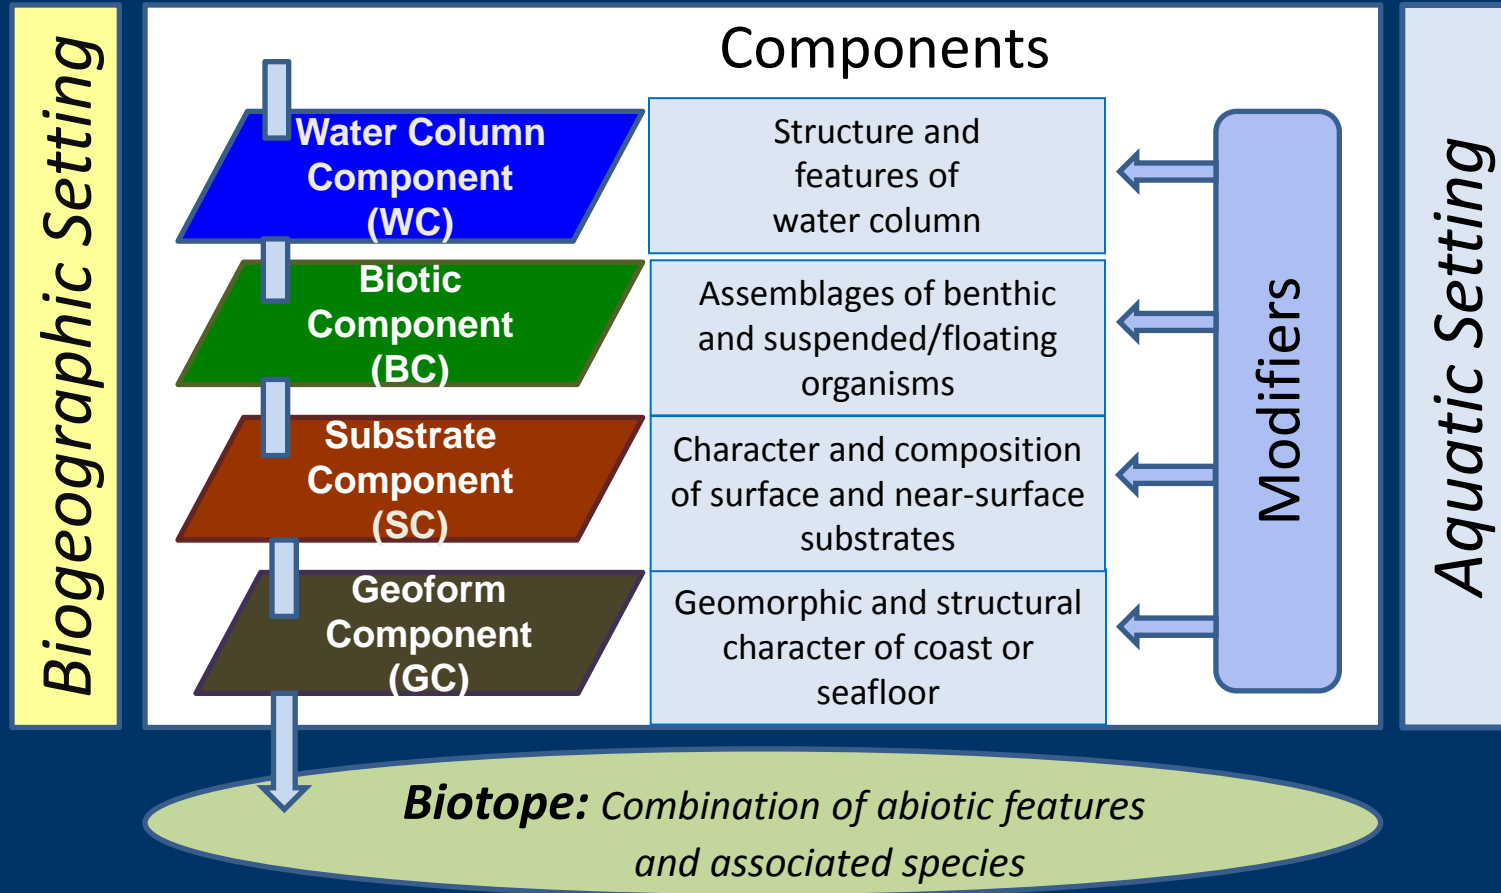 Biogeographic Setting
Components
Water Column
Component
(WC)
Structure and
features of
water column
Biotic
Component
(BC)
Assemblages of benthic
and suspended/floating
organisms
Substrate
Component
(SC)
Character and composition
of surface and near-surface
substrates
Geoform
Component
(GC)
Geomorphic and structural
character of coast or
seafloor
Modifiers
Aquatic Setting
Biotope: Combination of abiotic features
and associated species